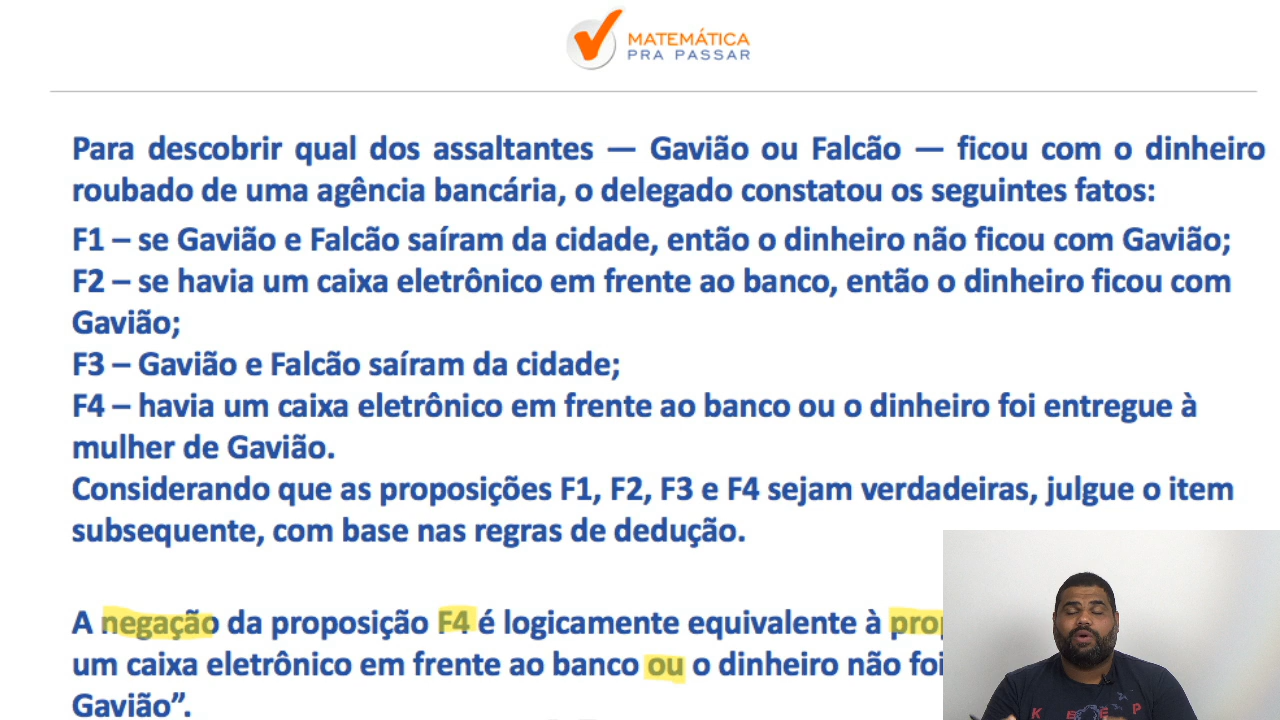 MATEMÁTICA
PRA PASSAR
Para descobrir qual dos assaltantes — Gavião ou Falcão — ficou com o dinheiro
roubado de uma agência bancária, o delegado constatou os seguintes fatos:
F1 – se Gavião e Falcão saíram da cidade, então o dinheiro não ficou com Gavião;
F2 – se havia um caixa eletrônico em frente ao banco, então o dinheiro ficou com
Gavião;
F3 – Gavião e Falcão saíram da cidade;
F4 – havia um caixa eletrônico em frente ao banco ou o dinheiro foi entregue à
mulher de Gavião.
Considerando que as proposições F1, F2, F3 e F4 sejam verdadeiras, julgue o item
subsequente, com base nas regras de dedução.
A negação da proposição F4 é logicamente equivalente à
um caixa eletrônico em frente ao banco ou o dinheiro não foi
Gavião”.